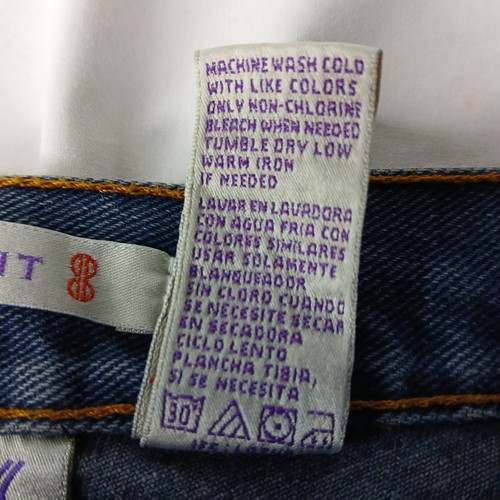 MACHINE WASH COLD
WITH LIKE COLORS
ONLY NON-CHLORINE
BLEACH WHEN NEEDED
TUMBLE DRY LOW
WARM IRON
IF NEEDED
LAVAR EN LAVADORA
CON AGUA FRIA CON
COLORES SIMILARES
USAR SOLAMENTE
BLANQUEADOR
SIN CLORO CUANDO
SE NECESITE SECAR
EN SECADORA
CICLO LENTO
PLANCHA TIBIA,
SI SE NECESITA
30°